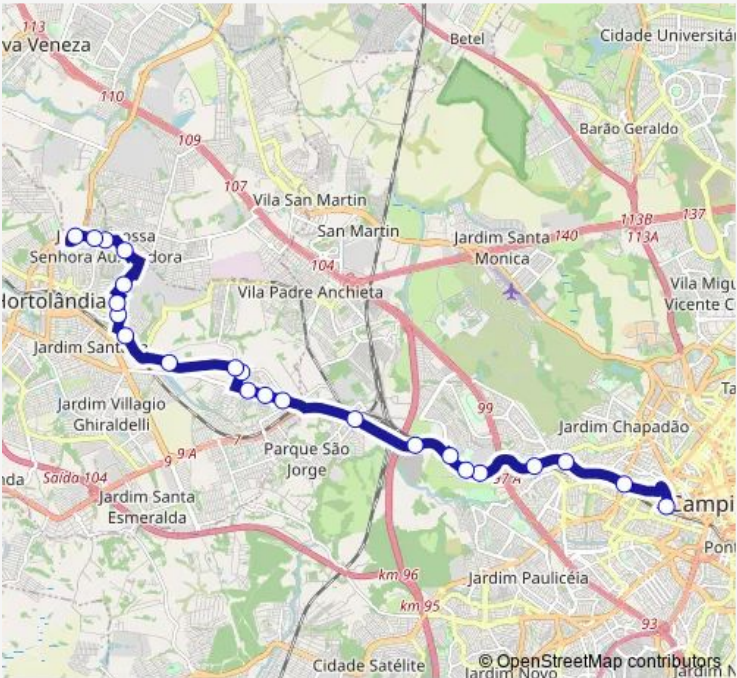 113
va Veneza
Betel
Cidade Universitár
110
109
Barão Geraldo
107
Vila San Martin
113B
137
San Martin
Jardim Santa
Monica
140
113A
Senhora Au
dora
104
Vila Padre Anchieta
Vila Migu
Vicente C
Hortolândia
Jardim Sant
Jardim Villagio
Ghiraldelli
99
Jardim Chapadão
7
9
9 A
Parque São
Jorge
Saída 104
nda
97 A
Jardim Santa
Esmeralda
Campi
Pont
km 96
Jardim Paulicéia
km 95
93
Cidade Satélite
© OpenStreetMap contributors
Jardim Novo
Jardim N